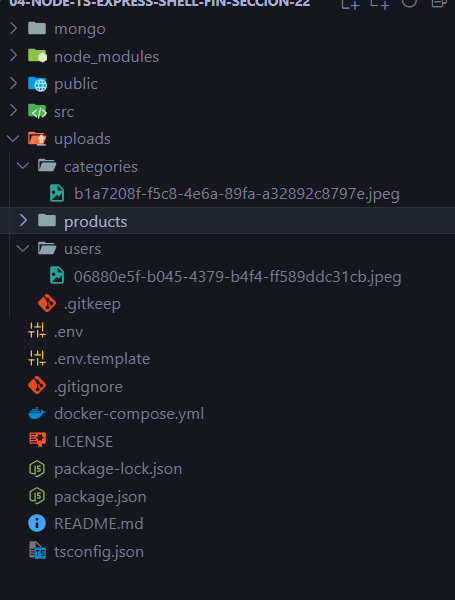 04-NODE-TS-EXPRESS-SHELL-FIN-SECCION-22
mongo
node_modules
public
src
uploads
categories
b1a7208f-f5c8-4e6a-89fa-a32892c8797e.jpeg
products
users
06880e5f-b045-4379-b4f4-ff589ddc31cb.jpeg
.gitkeep
.env
.env.template
.gitignore
docker-compose.yml
LICENSE
package-lock.json
package.json
README.md
tsconfig.json